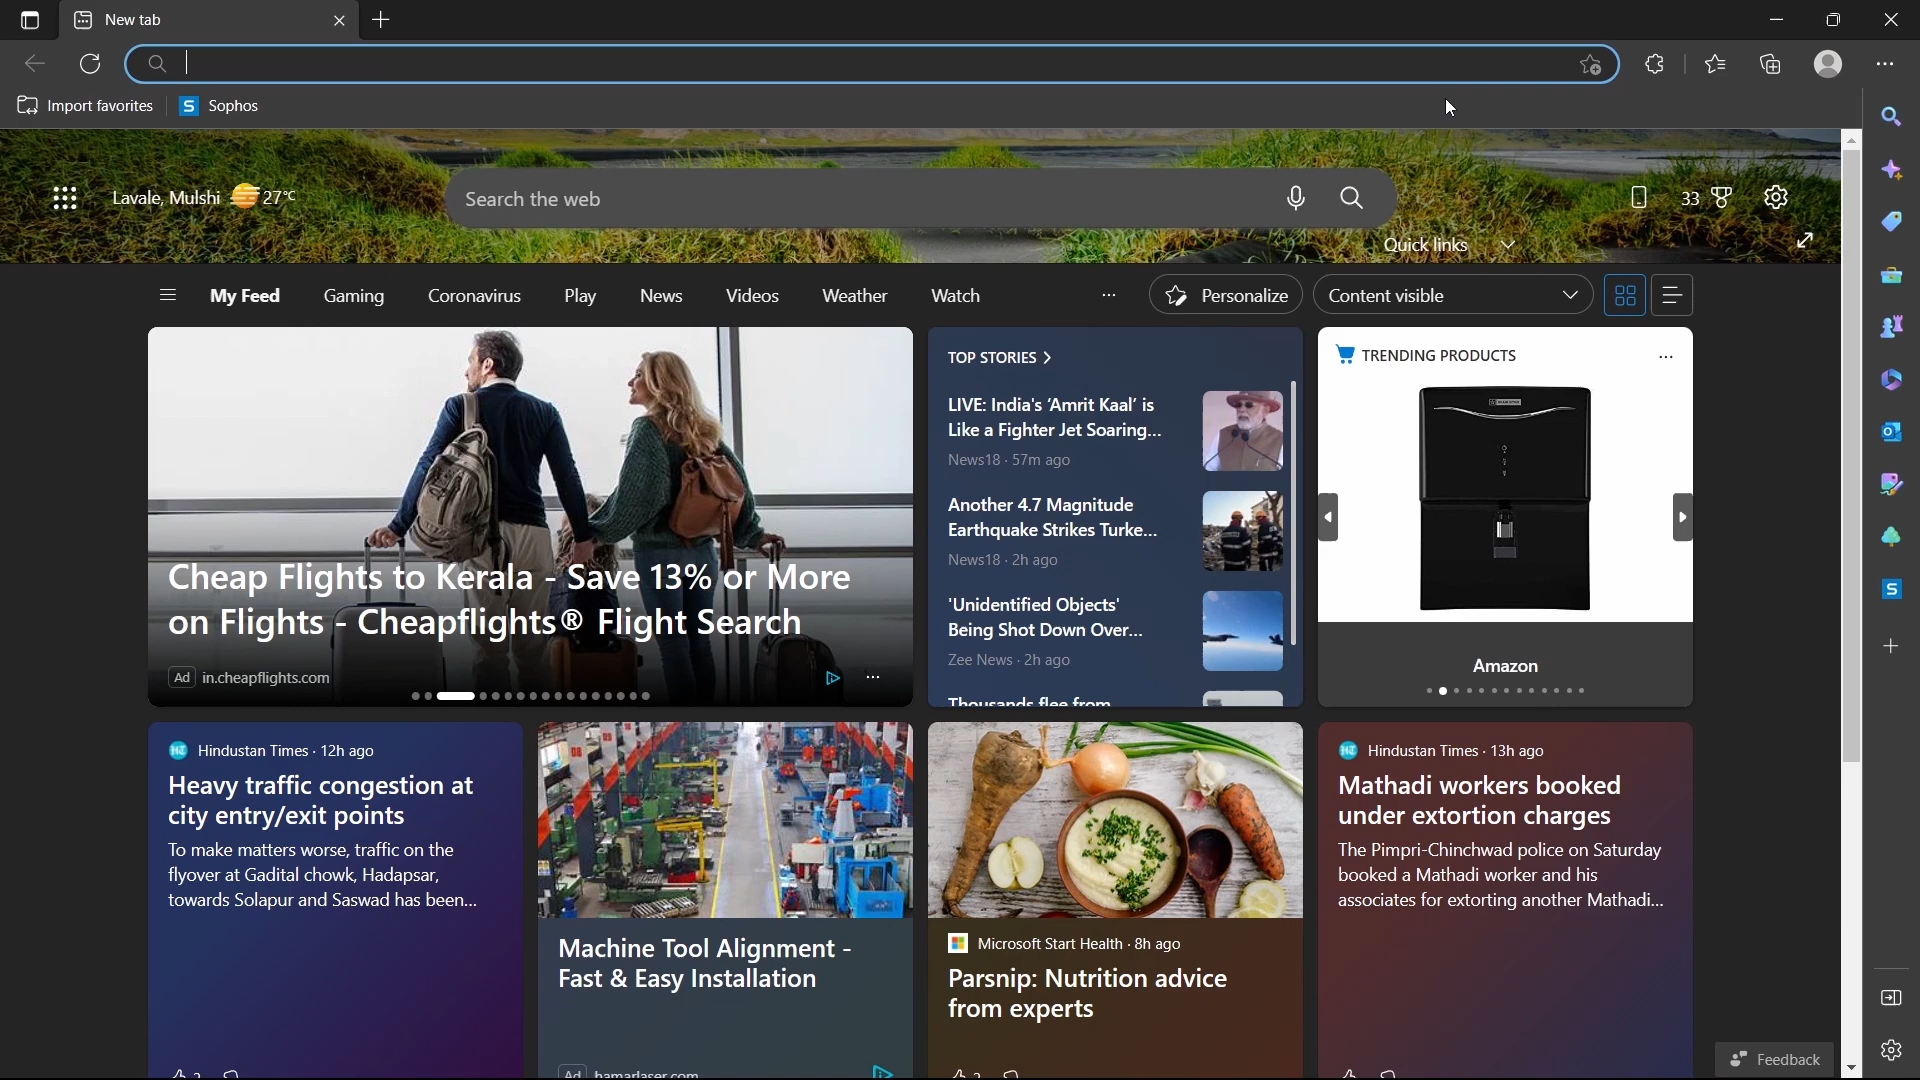 New tab
Import favorites
Sophos
Lavale, Mulshi
27°C
Search the web
33
Quick links
My Feed
Gaming
Coronavirus
Play
News
Videos
Weather
Watch
Personalize
Content visible
Cheap Flights to Kerala - Save 13% or More
on Flights - Cheapflights® Flight Search
Ad in.cheapflights.com
TOP STORIES
LIVE: India's 'Amrit Kaal' is
Like a Fighter Jet Soaring...
News18 · 57m ago
Another 4.7 Magnitude
Earthquake Strikes Turke...
News18 · 2h ago
'Unidentified Objects'
Being Shot Down Over...
Zee News · 2h ago
Thousands flee from
TRENDING PRODUCTS
Amazon
Hindustan Times · 12h ago
Heavy traffic congestion at
city entry/exit points
To make matters worse, traffic on the
flyover at Gadital chowk, Hadapsar,
towards Solapur and Saswad has been...
Machine Tool Alignment -
Fast & Easy Installation
Ad hamarlaser.com
Microsoft Start Health · 8h ago
Parsnip: Nutrition advice
from experts
Hindustan Times · 13h ago
Mathadi workers booked
under extortion charges
The Pimpri-Chinchwad police on Saturday
booked a Mathadi worker and his
associates for extorting another Mathadi...
Feedback